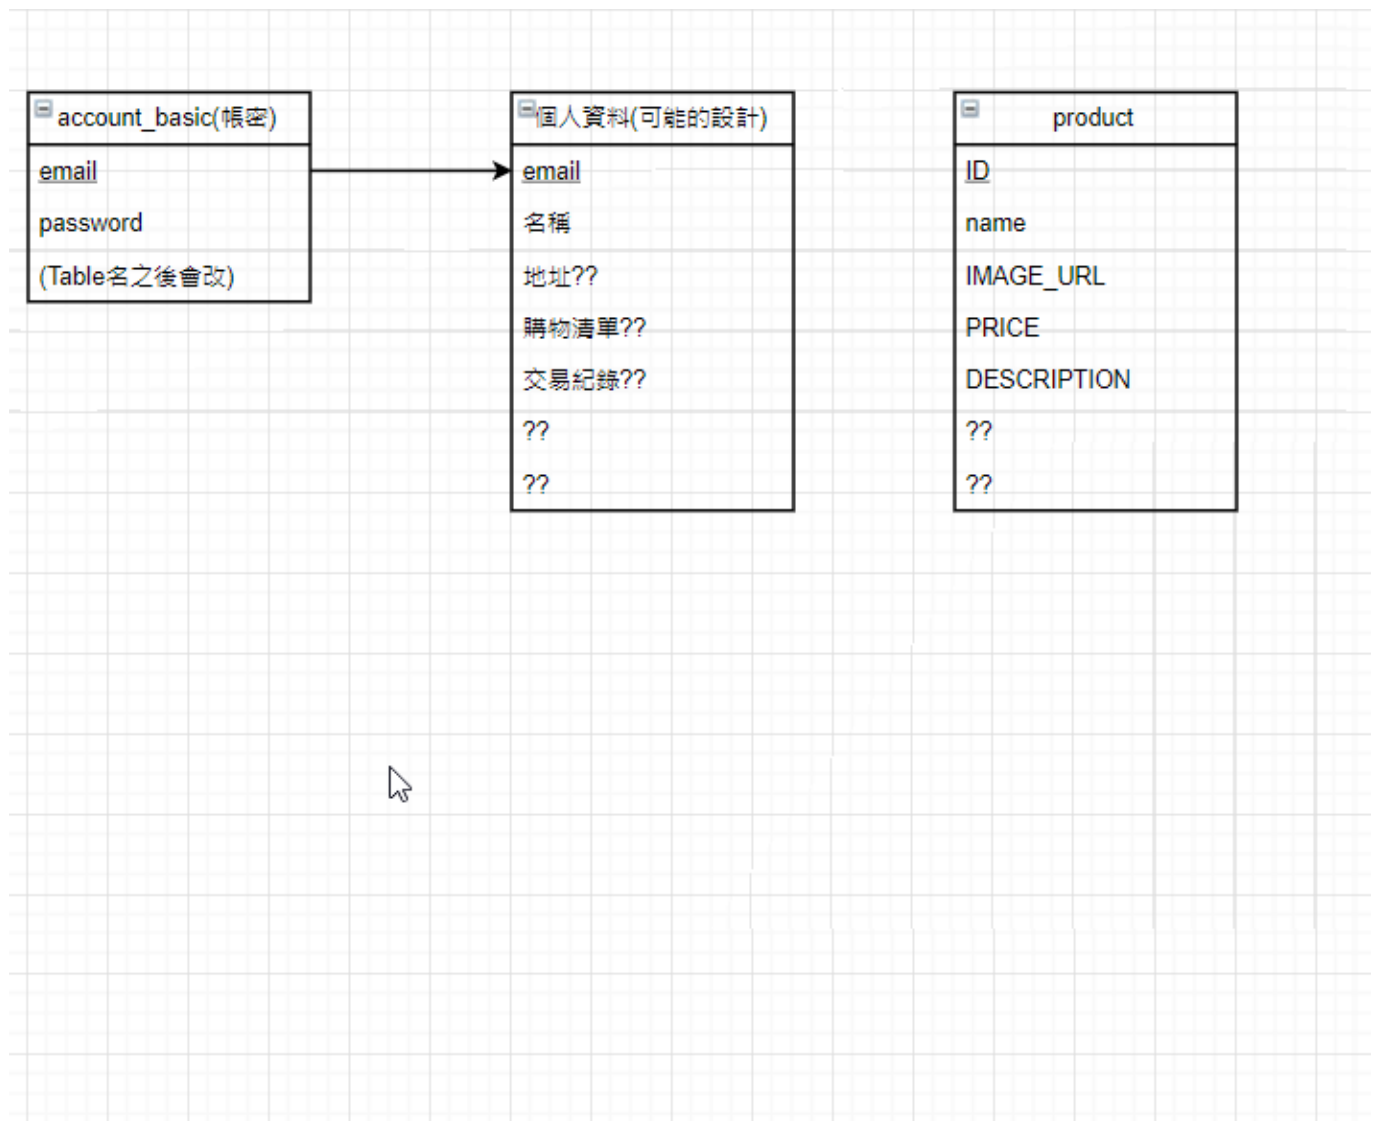 account_basic(帳密)
email
password
(Table名之後會改)
個人資料(可能的設計)
email
名稱
地址??
購物清單??
交易紀錄??
??
??
product
ID
name
IMAGE_URL
PRICE
DESCRIPTION
??
??